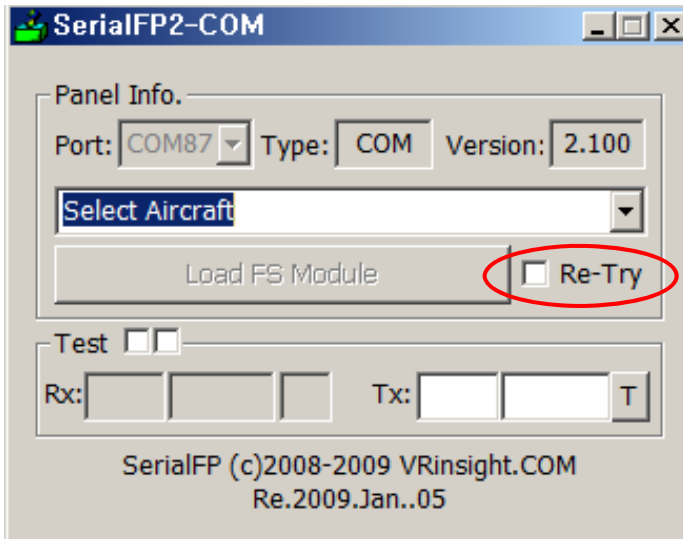 SerialFP2-COM
Panel Info.
Port: COM87 Type: COM Version: 2.100
Select Aircraft
Load FS Module Re-Try
Test
Rx: Tx: T
SerialFP (c)2008-2009 VRinsight.COM
Re.2009.Jan..05